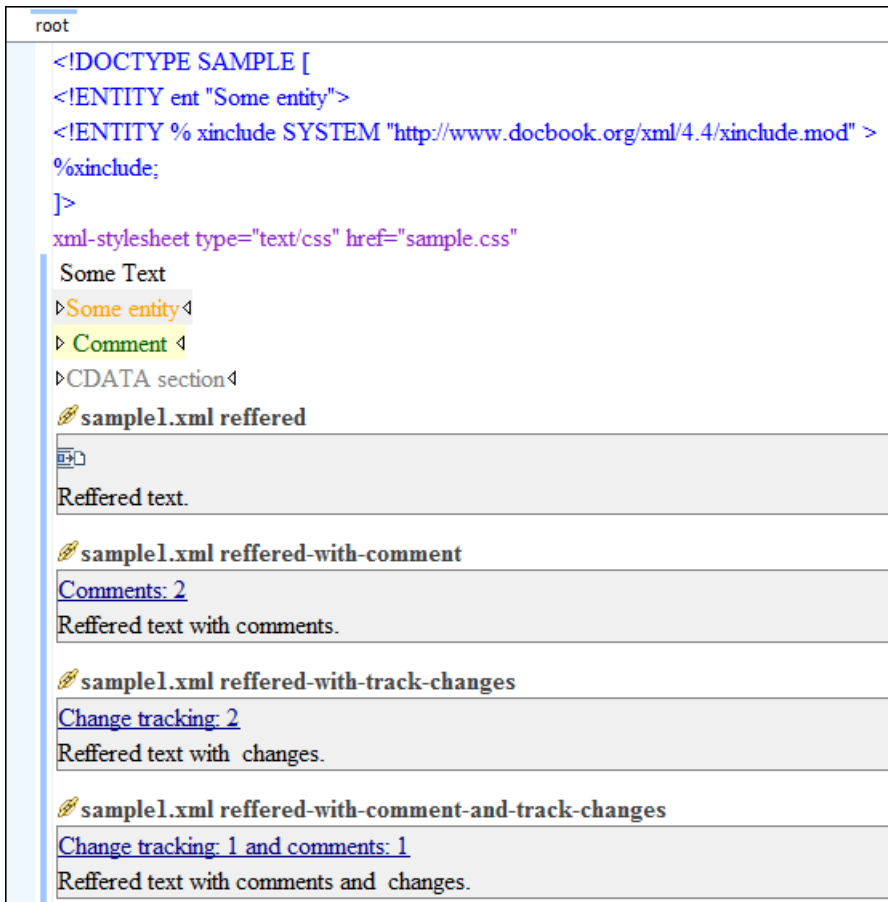 root
<!DOCTYPE SAMPLE [
<!ENTITY ent "Some entity">
<!ENTITY % xinclude SYSTEM "http://www.docbook.org/xml/4.4/xinclude.mod" >
%xinclude;
]>
xml-stylesheet type="text/css" href="sample.css"
Some Text
Some entity
Comment
CDATA section
sample1.xml reffered
Reffered text.
sample1.xml reffered-with-comment
Comments: 2
Reffered text with comments.
sample1.xml reffered-with-track-changes
Change tracking: 2
Reffered text with  changes.
sample1.xml reffered-with-comment-and-track-changes
Change tracking: 1 and comments: 1
Reffered text with comments and  changes.